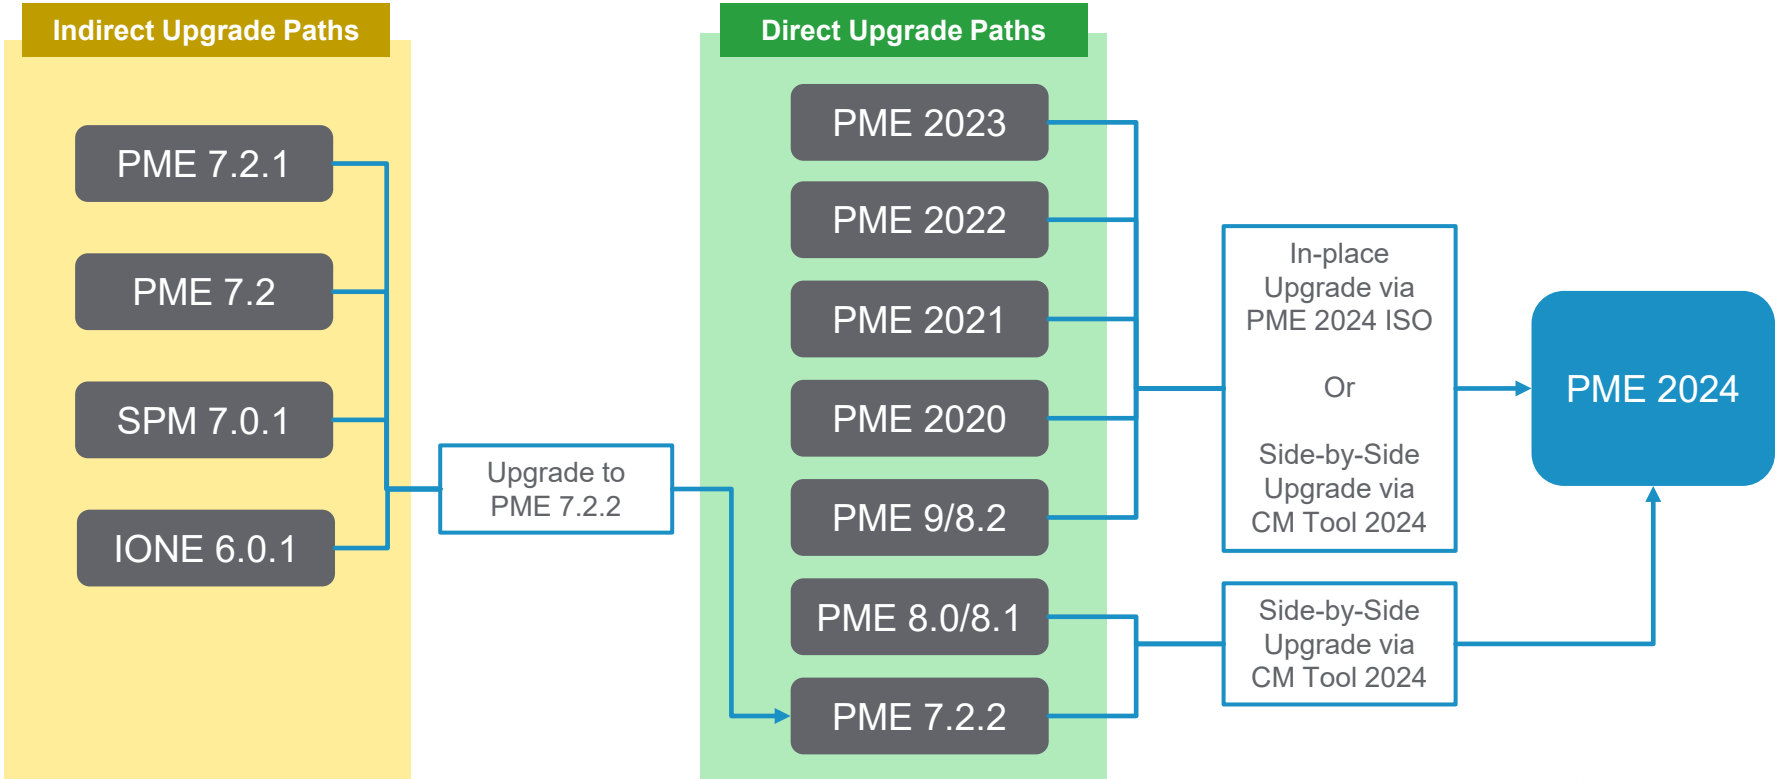 Indirect Upgrade Paths
PME 7.2.1
PME 7.2
SPM 7.0.1
IONE 6.0.1
Upgrade to
PME 7.2.2
Direct Upgrade Paths
PME 2023
PME 2022
PME 2021
PME 2020
PME 9/8.2
PME 8.0/8.1
PME 7.2.2
In-place
Upgrade via
PME 2024 ISO
Or
Side-by-Side
Upgrade via
CM Tool 2024
Side-by-Side
Upgrade via
CM Tool 2024
PME 2024